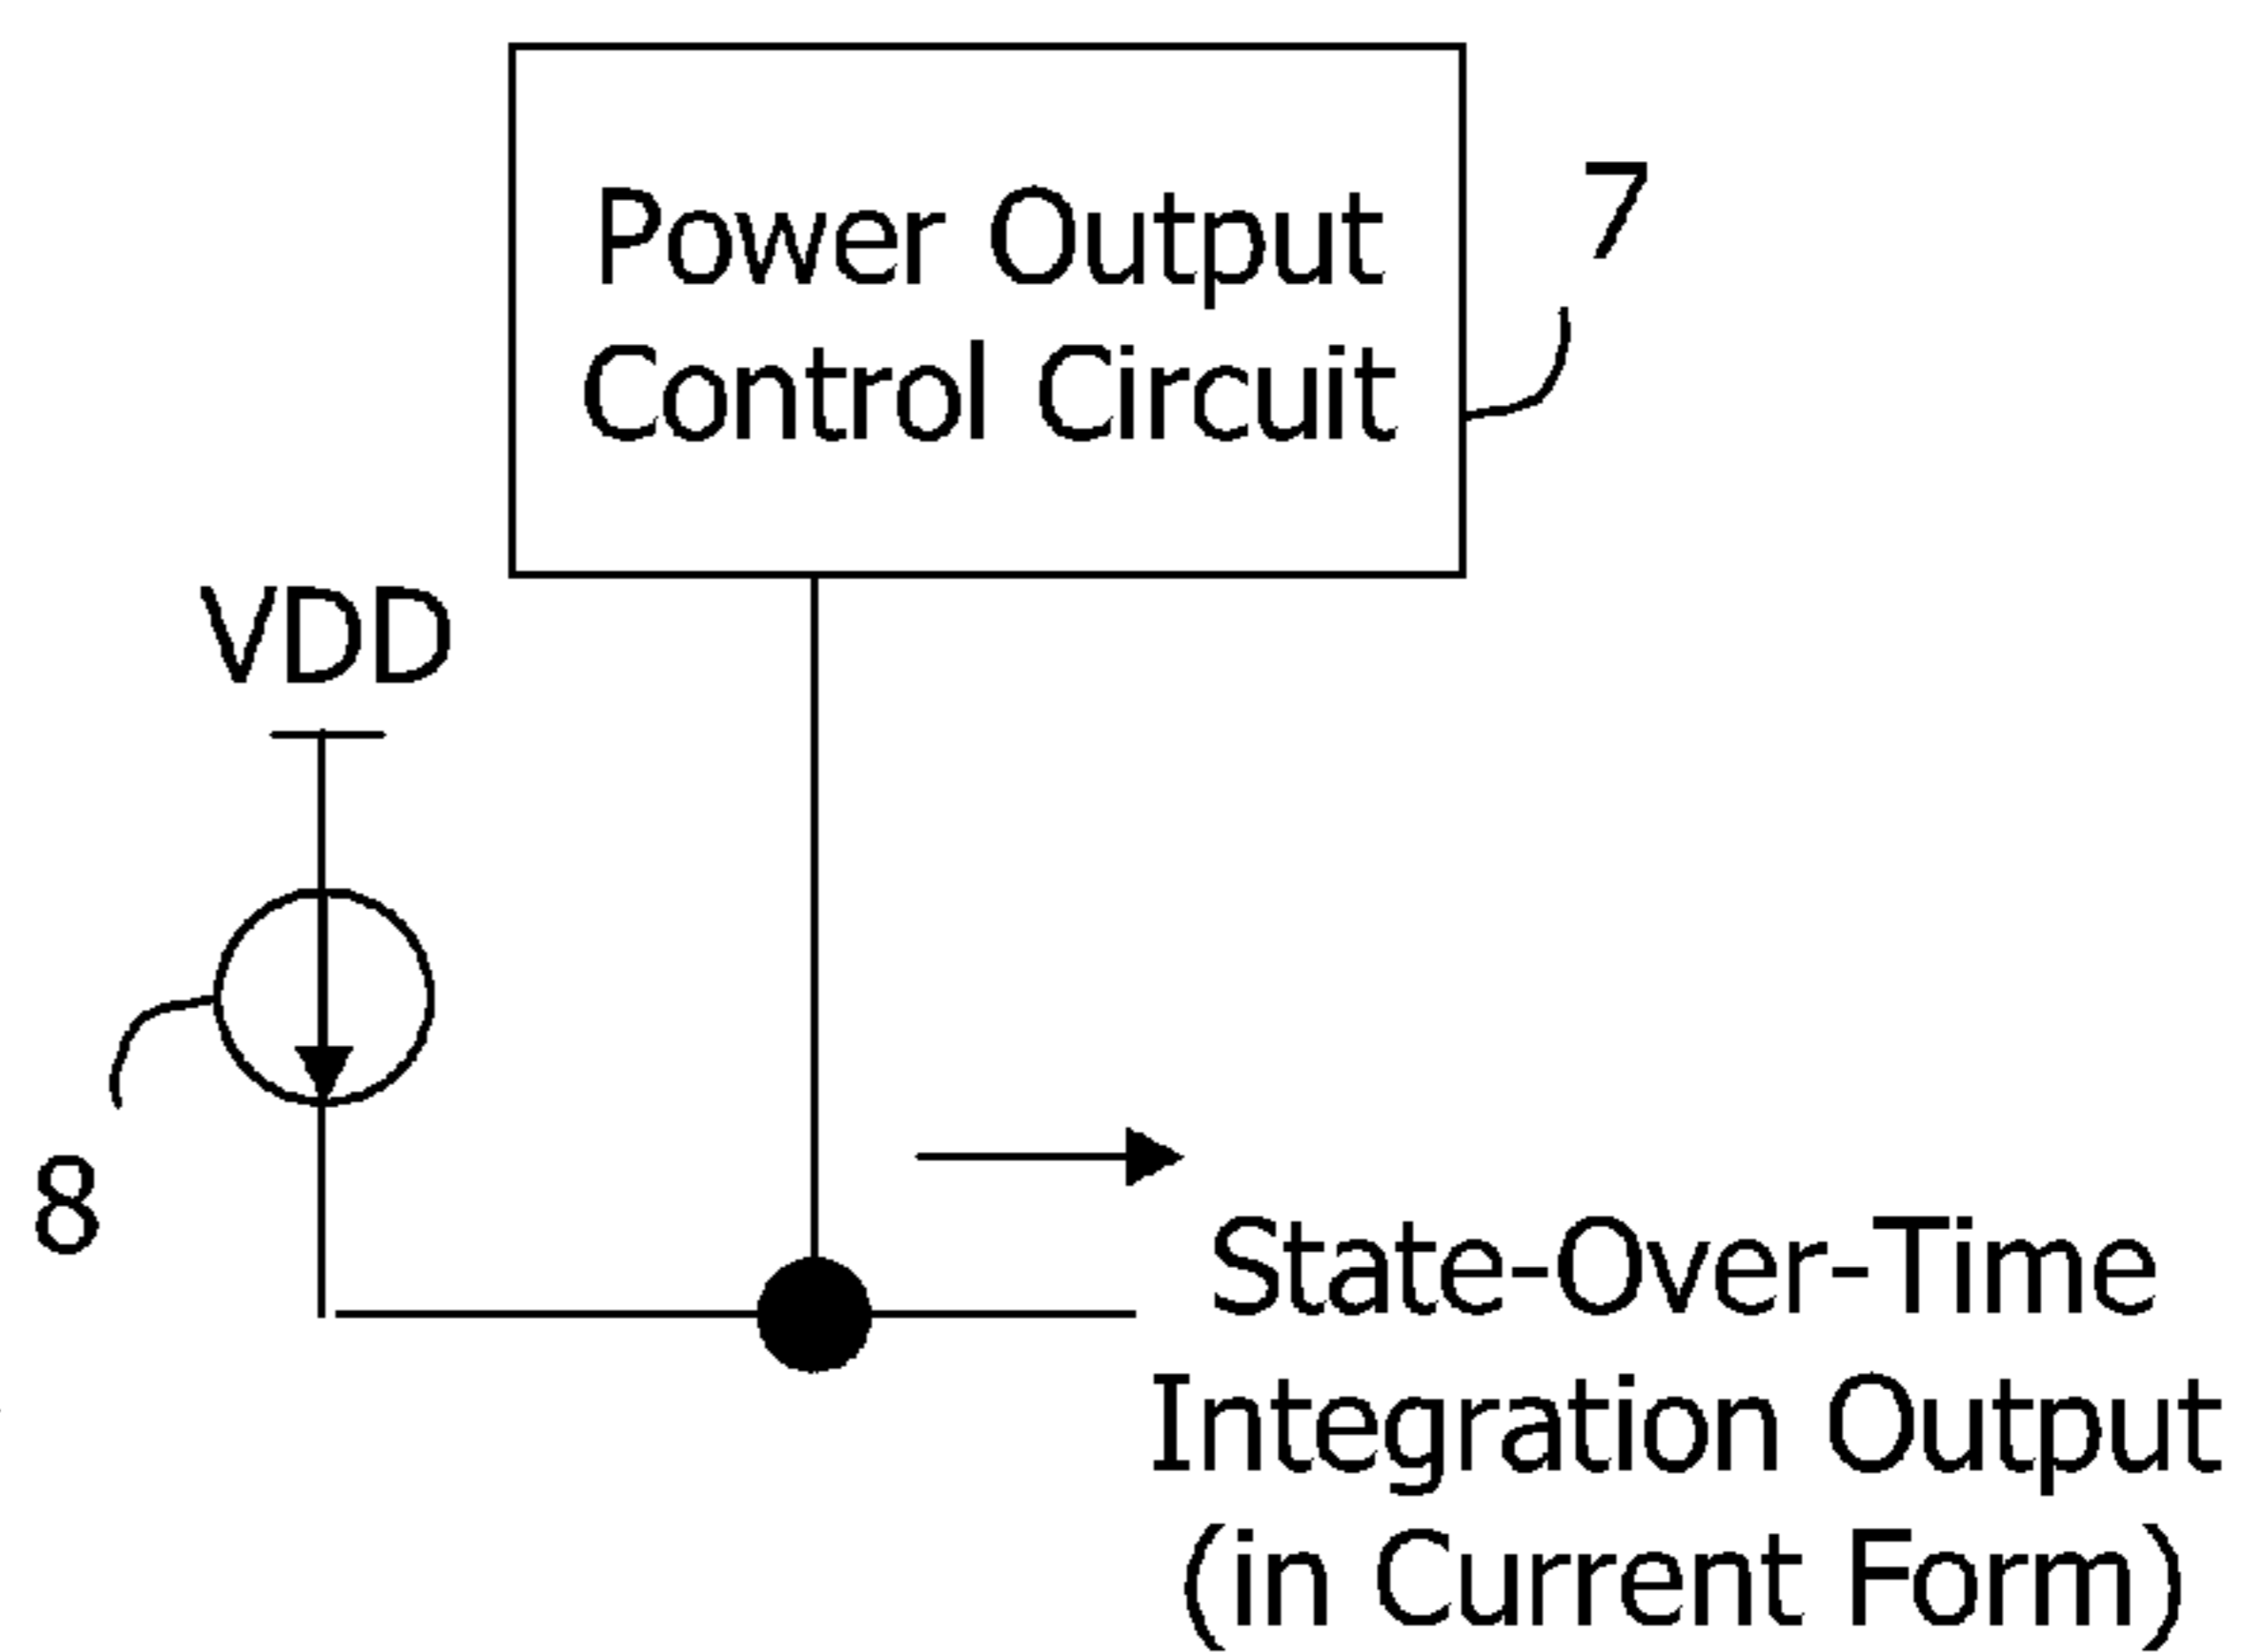 Power Output
Control Circuit
7
VDD
8
State-Over-Time
Integration Output
(in Current Form)